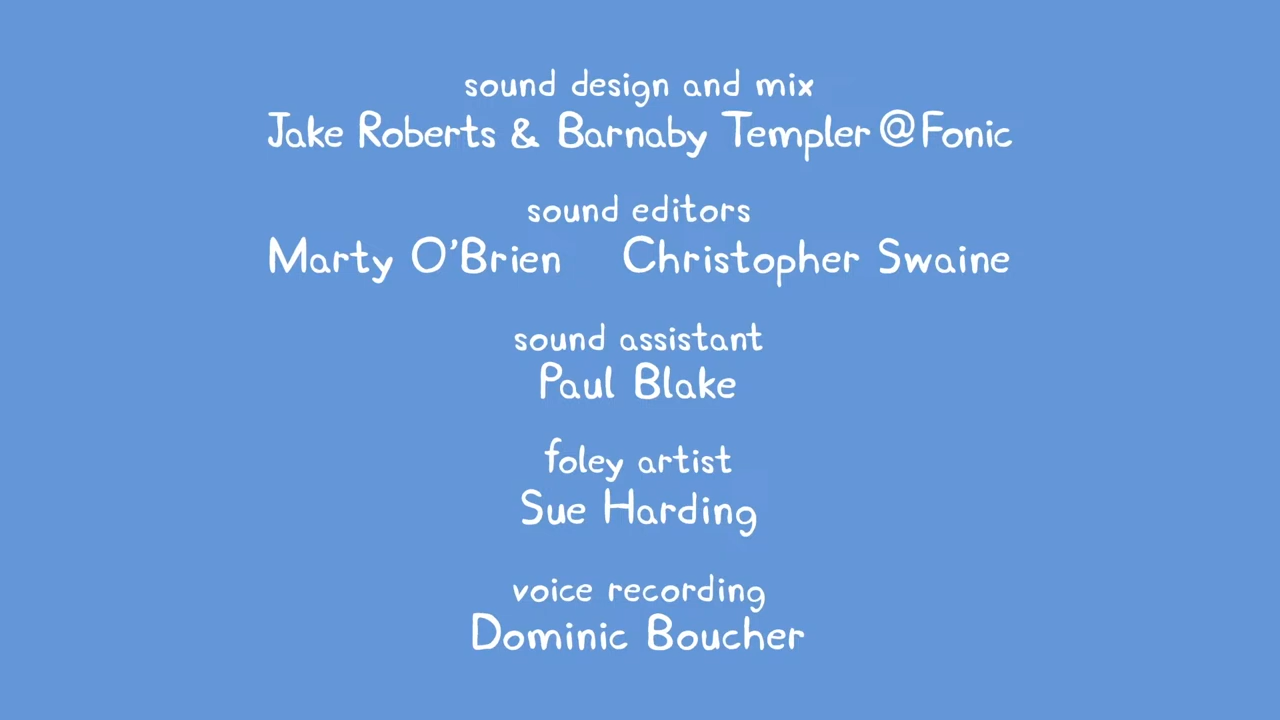 sound design and mix
Jake Roberts & Barnaby Templer @ Fonic
sound editors
Marty O'Brien Christopher Swaine
sound assistant
Paul Blake
foley artist
Sue Harding
voice recording
Dominic Boucher